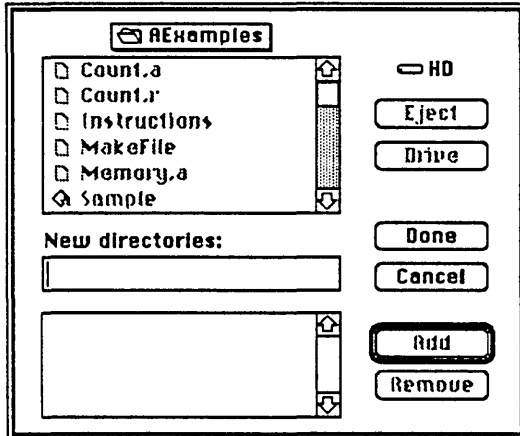 AExamples
Count.a
Count.r
Instructions
MakeFile
Memory.a
Sample
HD
Eject
Drive
New directories:
Done
Cancel
Add
Remove